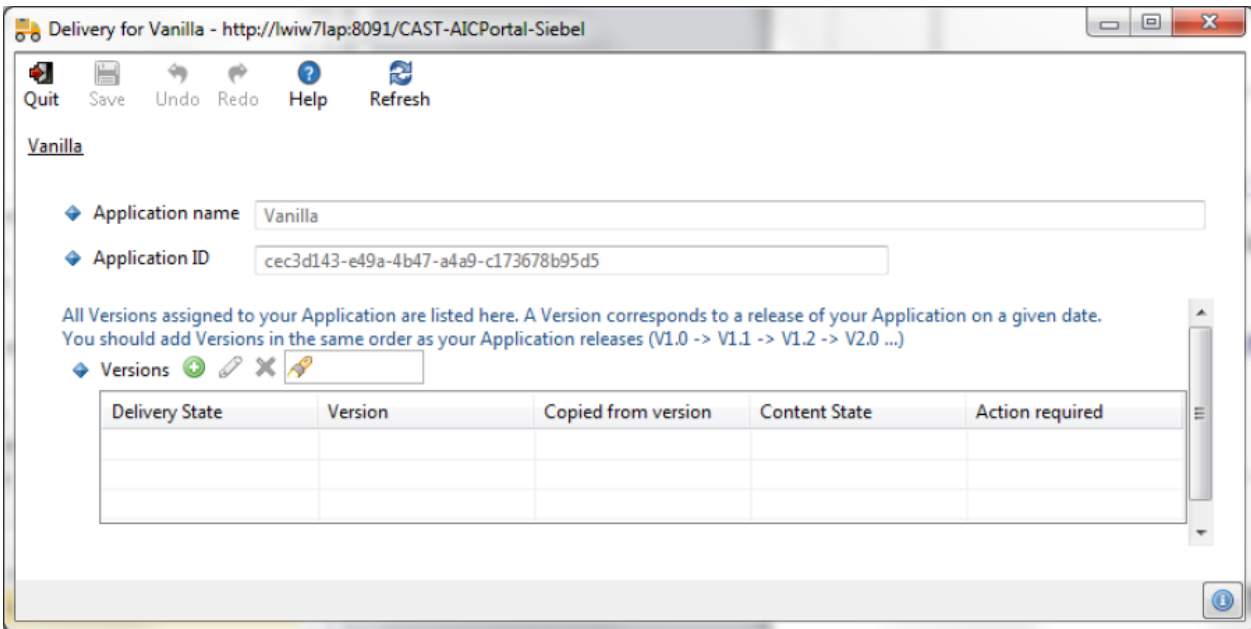 Delivery for Vanilla - http://lwiw7lap:8091/CAST-AICPortal-Siebel
Quit Save Undo Redo Help Refresh
Vanilla
Application name Vanilla
Application ID cec3d143-e49a-4b47-a4a9-c173678b95d5
All Versions assigned to your Application are listed here. A Version corresponds to a release of your Application on a given date.
You should add Versions in the same order as your Application releases (V1.0 -> V1.1 -> V1.2 -> V2.0 ...)
Versions
Delivery State Version Copied from version Content State Action required